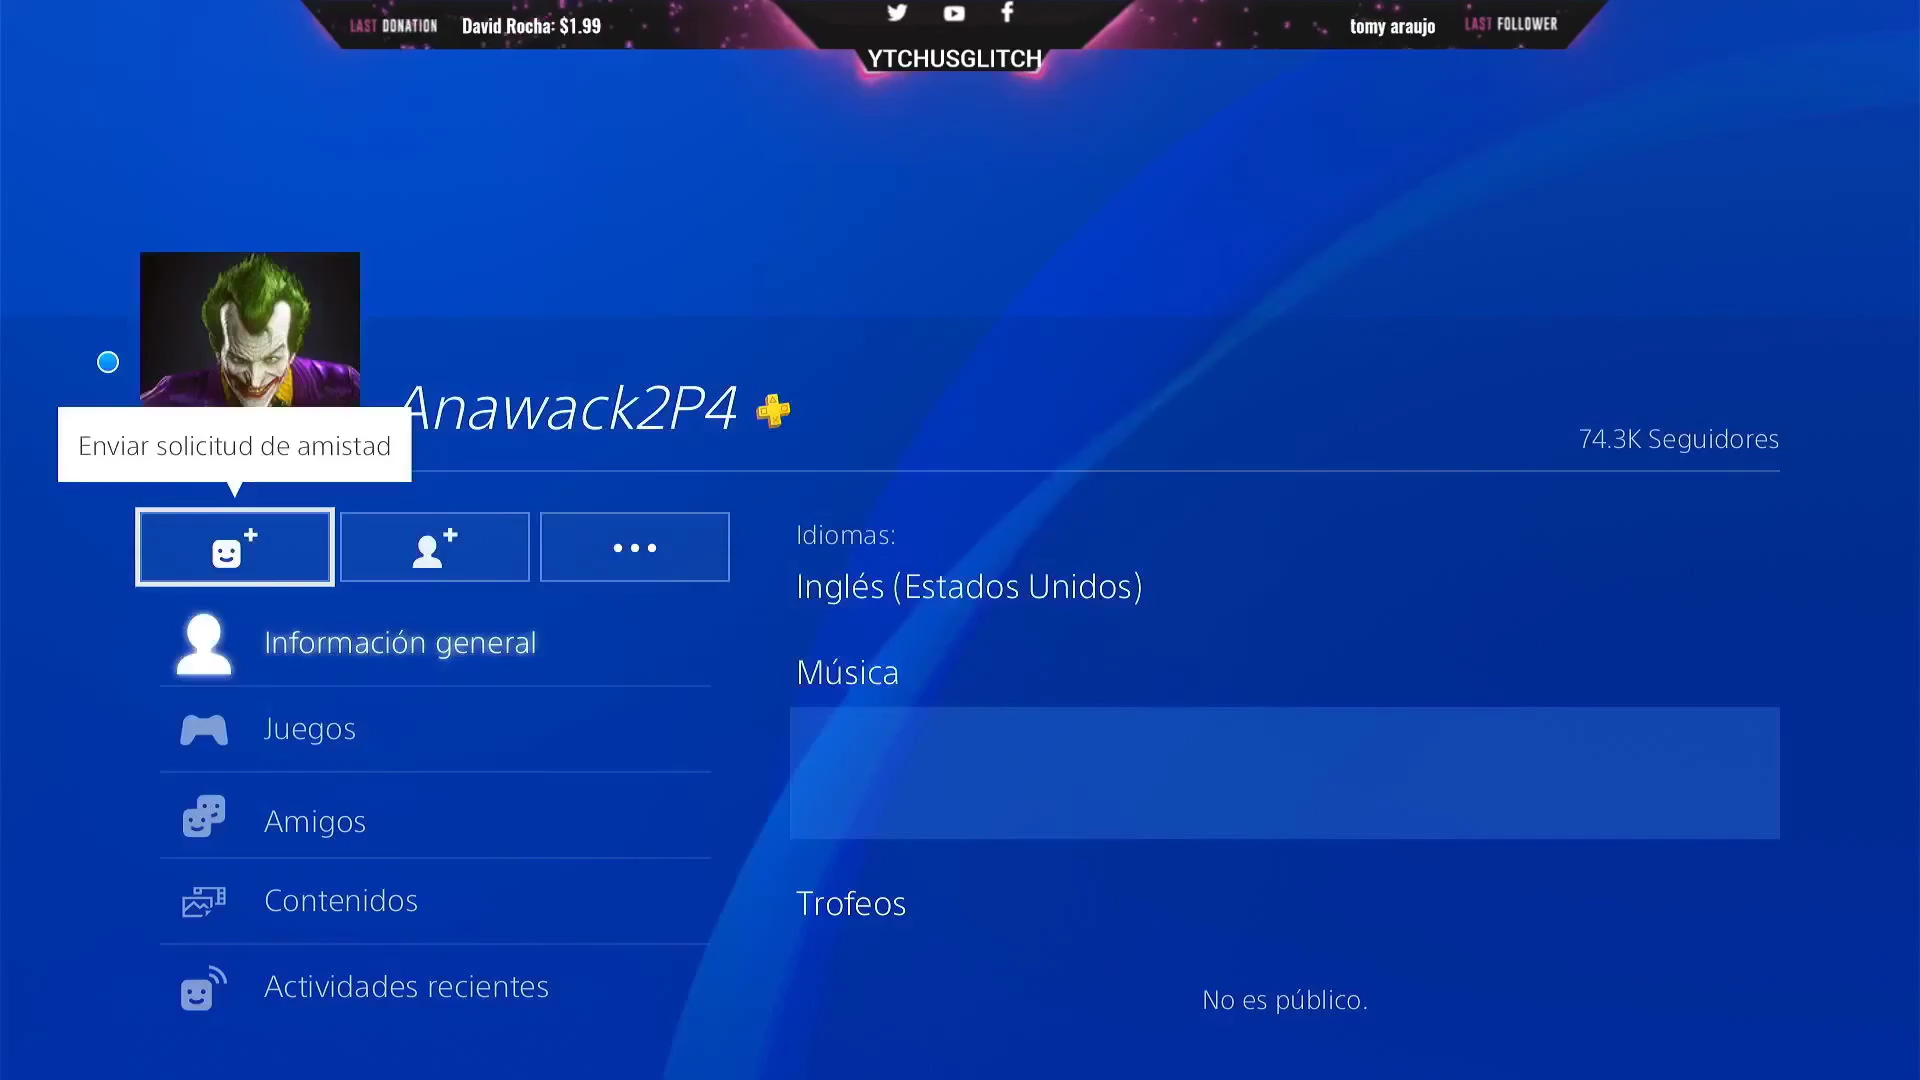 LAST DONATION David Rocha: $1.99
tomy araujo LAST FOLLOWER
YTCHUSGLITCH
Anawack2P4
74.3K Seguidores
Enviar solicitud de amistad
Idiomas:
Inglés (Estados Unidos)
Información general
Juegos
Amigos
Contenidos
Actividades recientes
Música
Trofeos
No es público.